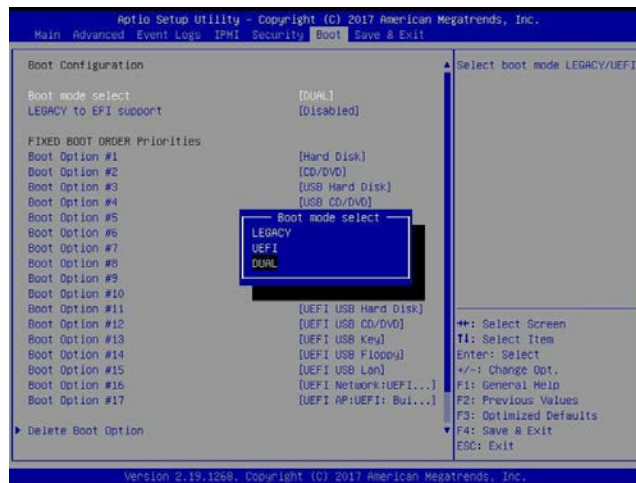 Aptio Setup Utility - Copyright (C) 2017 American Megatrends, Inc.
Main Advanced Event Logs IPMI Security Boot Save & Exit
Boot Configuration
Boot mode select [DUAL]
LEGACY to EFI support [Disabled]
FIXED BOOT ORDER Priorities
Boot Option #1 [Hard Disk]
Boot Option #2 [CD/DVD]
Boot Option #3 [USB Hard Disk]
Boot Option #4 [USB CD/DVD]
Boot Option #5
Boot Option #6
Boot Option #7
Boot Option #8
Boot Option #9
Boot Option #10
Boot Option #11 [UEFI USB Hard Disk]
Boot Option #12 [UEFI USB CD/DVD]
Boot Option #13 [UEFI USB Key]
Boot Option #14 [UEFI USB Floppy]
Boot Option #15 [UEFI USB Lan]
Boot Option #16 [UEFI Network:UEFI...]
Boot Option #17 [UEFI AP:UEFI: Bui...]
Delete Boot Option
Boot mode select
LEGACY
UEFI
DUAL
Select boot mode LEGACY/UEFI
↔: Select Screen
↑↓: Select Item
Enter: Select
+/-: Change Opt.
F1: General Help
F2: Previous Values
F3: Optimized Defaults
F4: Save & Exit
ESC: Exit
Version 2.19.1268. Copyright (C) 2017 American Megatrends, Inc.